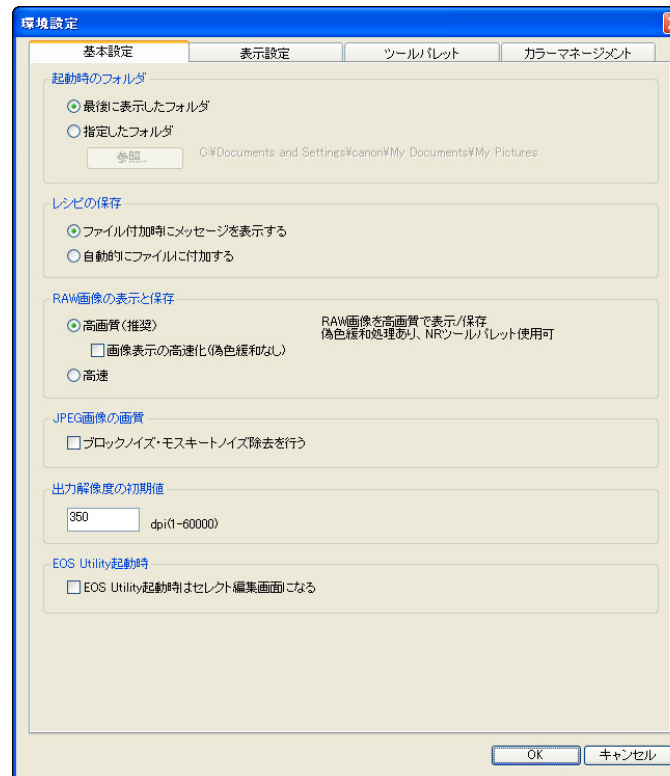 環境設定
基本設定 表示設定 ツールパレット カラーマネージメント
起動時のフォルダ
最後に表示したフォルダ
指定したフォルダ
参照... C:¥Documents and Settings¥canon¥My Documents¥My Pictures
レシピの保存
ファイル付加時にメッセージを表示する
自動的にファイルに付加する
RAW画像の表示と保存
高画質(推奨) RAW画像を高画質で表示/保存
偽色緩和処理あり、NRツールパレット使用可
画像表示の高速化(偽色緩和なし)
高速
JPEG画像の画質
ブロックノイズ・モスキートノイズ除去を行う
出力解像度の初期値
350 dpi(1-60000)
EOS Utility起動時
EOS Utility起動時はセレクト編集画面になる
OK キャンセル